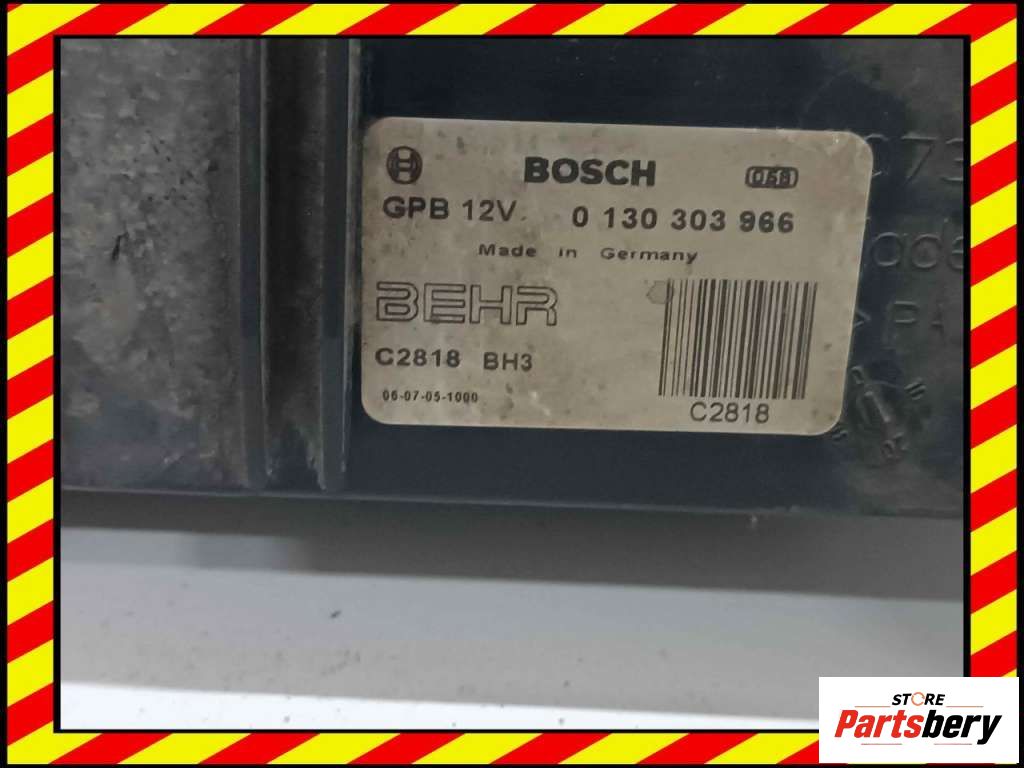 BOSCH 058
GPB 12V. 0 130 303 966
Made in Germany
BEHR
C2818 BH3
06-07-05-1000
C2818
STORE
Partsbery